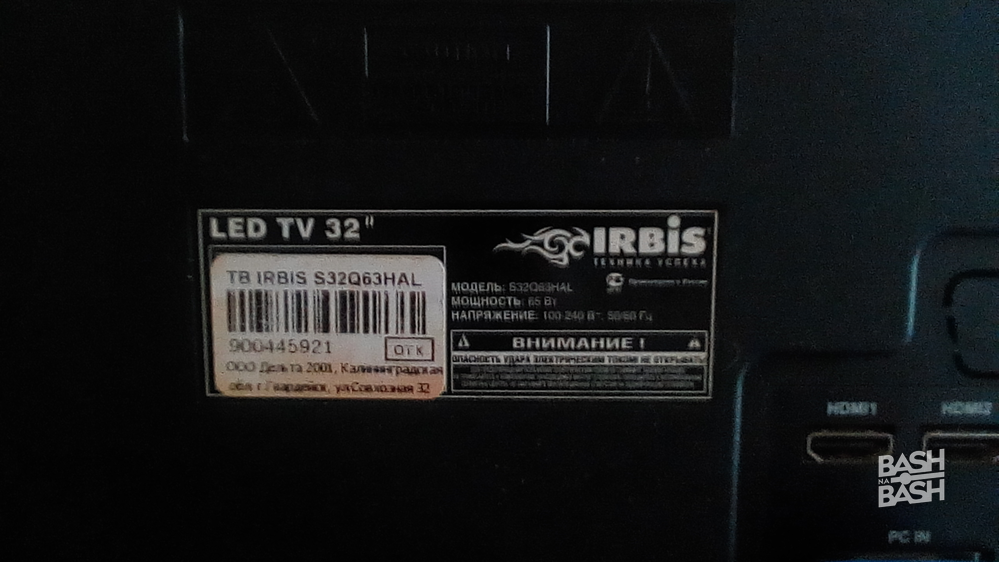 LED TV 32"
IRBIS
ТЕХНИКА УСПЕХА
ТВ IRBIS S32Q63HAL
900445921
ОТК
ООО Дельта 2001, Калининградская
обл. г.Гвардейск, ул.Совхозная 32
МОДЕЛЬ: S32Q63HAL
МОЩНОСТЬ: 65 Вт
НАПРЯЖЕНИЕ: 100-240 В~, 50/60 Гц
Произведено в России
ВНИМАНИЕ !
ОПАСНОСТЬ УДАРА ЭЛЕКТРИЧЕСКИМ ТОКОМ! НЕ ОТКРЫВАТЬ!
HDMI1
HDMI2
PC IN
BASH
NA
BASH